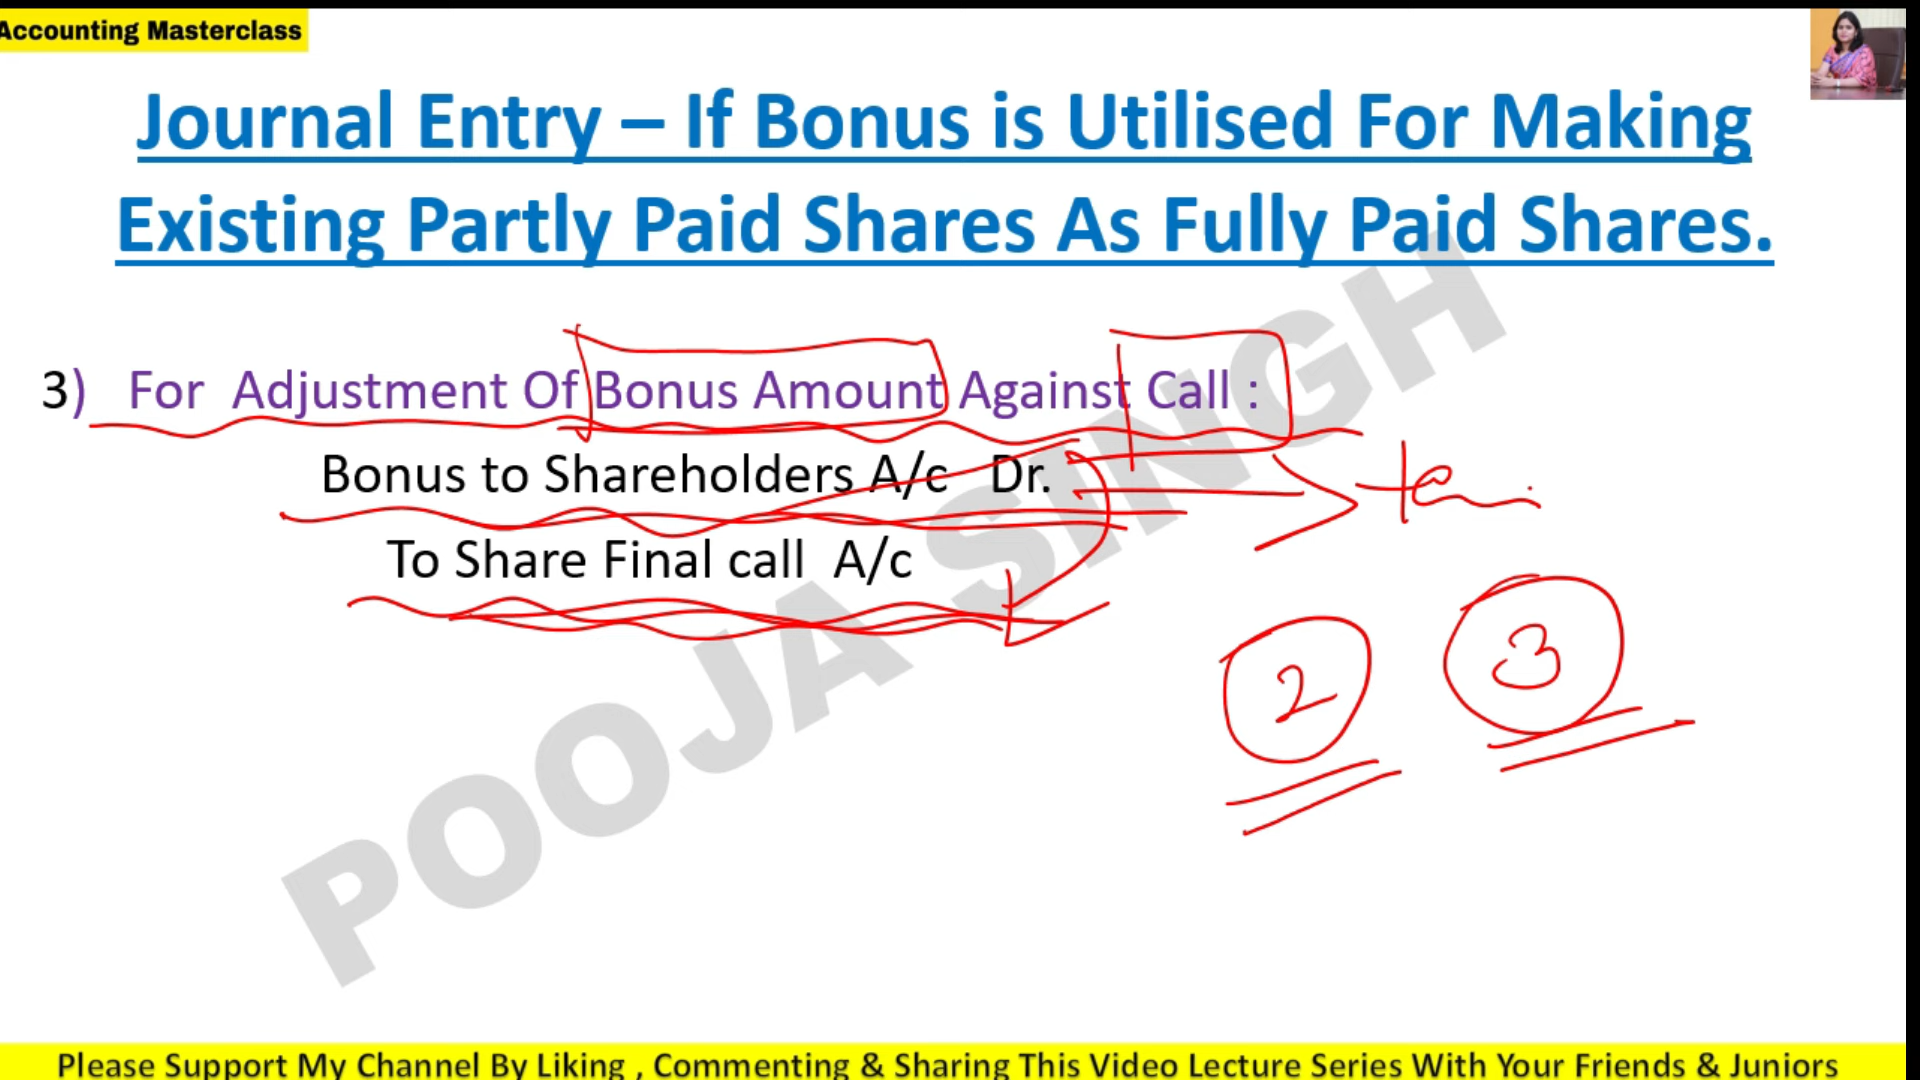 Accounting Masterclass
Journal Entry – If Bonus is Utilised For Making
Existing Partly Paid Shares As Fully Paid Shares.
3) For Adjustment Of Bonus Amount Against Call :
Bonus to Shareholders A/c Dr.
To Share Final call A/c
2 3
POOJA SINGH
Please Support My Channel By Liking , Commenting & Sharing This Video Lecture Series With Your Friends & Juniors